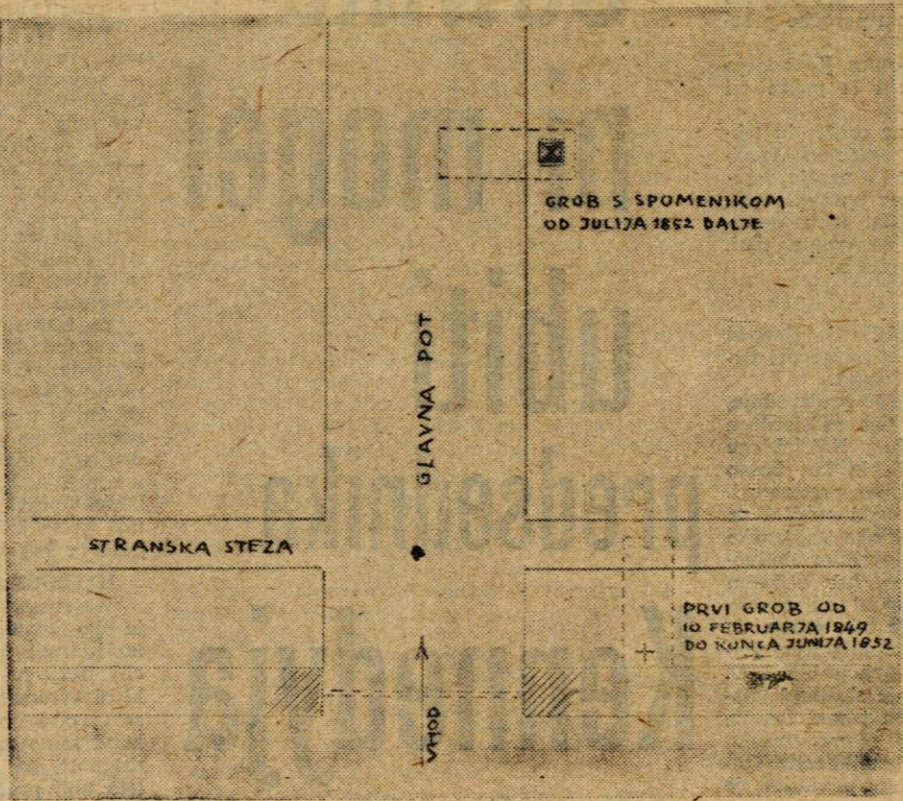 GROB S SPOMENIKOM
OD JULIJA 1852 DALJE
GLAVNA POT
STRANSKA STEZA
PRVI GROB OD
10 FEBRUARJA 1849
DO KONCA JUNIJA 1852
VHOD